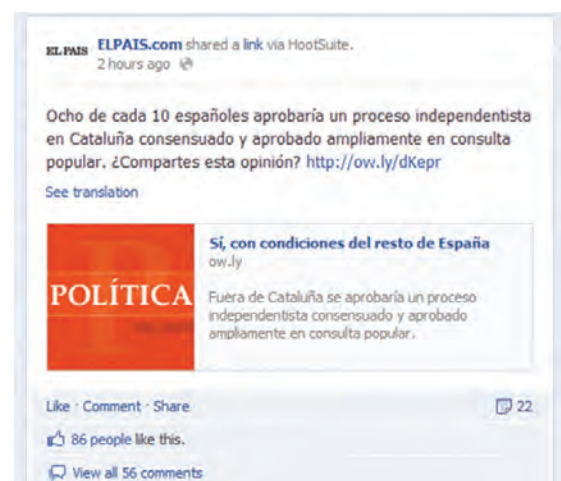 EL PAIS ELPAIS.com shared a link via HootSuite.
2 hours ago
Ocho de cada 10 españoles aprobaría un proceso independentista
en Cataluña consensuado y aprobado ampliamente en consulta
popular. ¿Compartes esta opinión? http://ow.ly/dKepr
See translation
Sí, con condiciones del resto de España
ow.ly
POLÍTICA
Fuera de Cataluña se aprobaría un proceso
independentista consensuado y aprobado
ampliamente en consulta popular.
Like · Comment · Share 22
86 people like this.
View all 56 comments